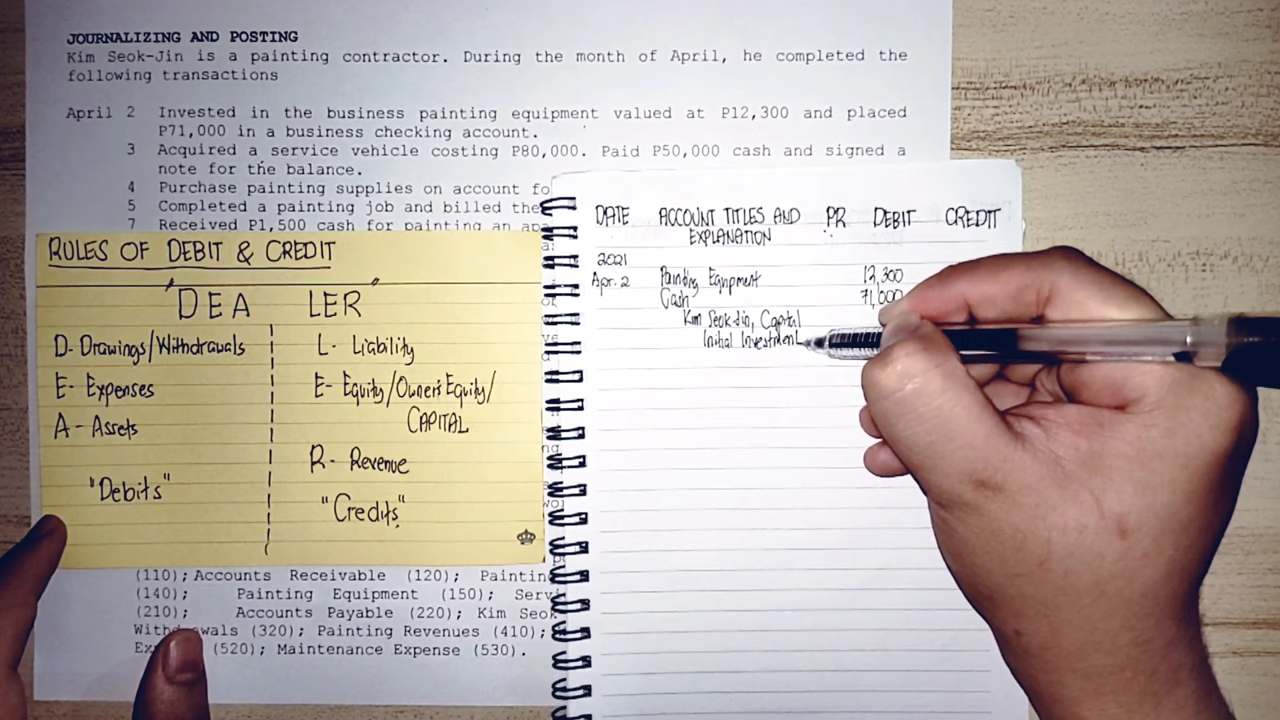 JOURNALIZING AND POSTING
Kim Seok-Jin is a painting contractor. During the month of April, he completed the
following transactions
April 2 Invested in the business painting equipment valued at P12,300 and placed
P71,000 in a business checking account.
3 Acquired a service vehicle costing P80,000. Paid P50,000 cash and signed a
note for the balance.
4 Purchase painting supplies on account fo
5 Completed a painting job and billed the
7 Received P1,500 cash for painting an apa
RULES OF DEBIT & CREDIT
"DEA LER"
D- Drawings/Withdrawals
E- Expenses
A- Assets
"Debits"
L- Liability
E- Equity/Owner's Equity/
CAPITAL
R- Revenue
"Credits"
(110); Accounts Receivable (120); Painting
(140); Painting Equipment (150); Servi
(210); Accounts Payable (220); Kim Seok
Withdrawals (320); Painting Revenues (410);
(520); Maintenance Expense (530).
DATE ACCOUNT TITLES AND PR DEBIT CREDIT
EXPLANATION
2021
Apr. 2 Painting Equipment 12,300
Cash 71,000
Kim Seok-Jin, Capital
Initial Investment